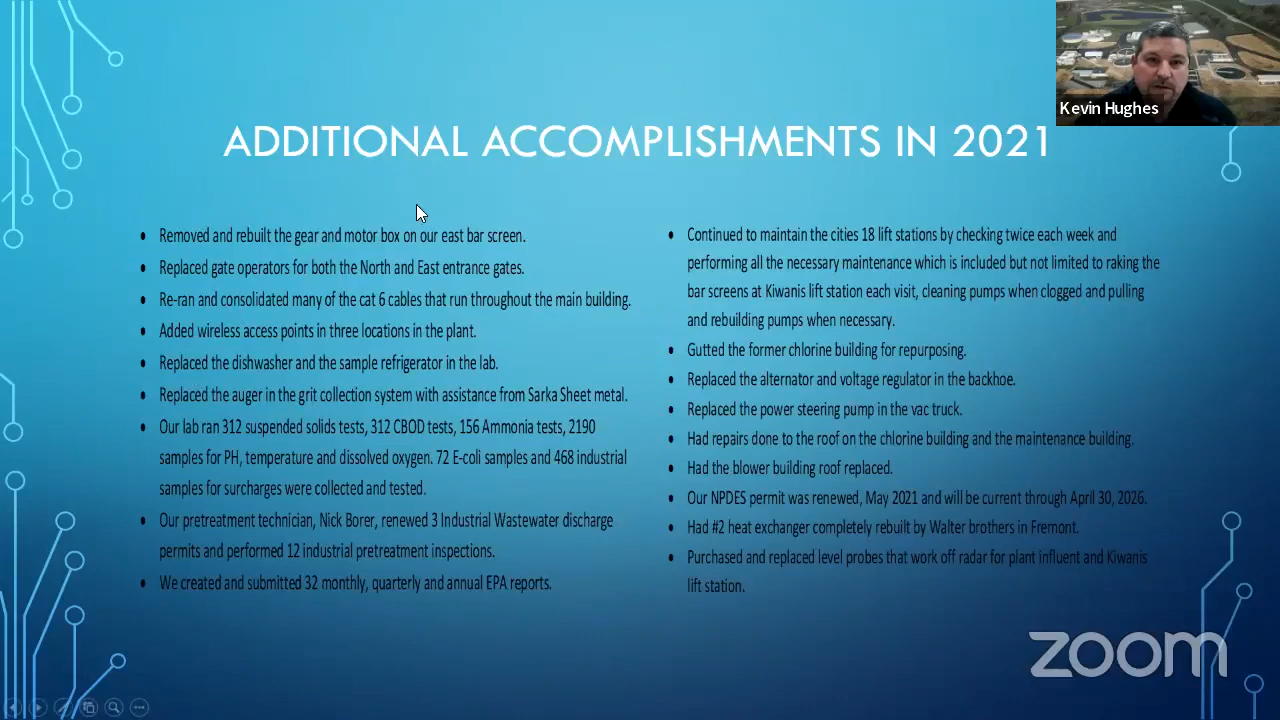 Kevin Hughes
ADDITIONAL ACCOMPLISHMENTS IN 2021
• Removed and rebuilt the gear and motor box on our east bar screen.
• Replaced gate operators for both the North and East entrance gates.
• Re-ran and consolidated many of the cat 6 cables that run throughout the main building.
• Added wireless access points in three locations in the plant.
• Replaced the dishwasher and the sample refrigerator in the lab.
• Replaced the auger in the grit collection system with assistance from Sarka Sheet metal.
• Our lab ran 312 suspended solids tests, 312 CBOD tests, 156 Ammonia tests, 2190
samples for PH, temperature and dissolved oxygen. 72 E-coli samples and 468 industrial
samples for surcharges were collected and tested.
• Our pretreatment technician, Nick Borer, renewed 3 Industrial Wastewater discharge
permits and performed 12 industrial pretreatment inspections.
• We created and submitted 32 monthly, quarterly and annual EPA reports.
• Continued to maintain the cities 18 lift stations by checking twice each week and
performing all the necessary maintenance which is included but not limited to raking the
bar screens at Kiwanis lift station each visit, cleaning pumps when clogged and pulling
and rebuilding pumps when necessary.
• Gutted the former chlorine building for repurposing.
• Replaced the alternator and voltage regulator in the backhoe.
• Replaced the power steering pump in the vac truck.
• Had repairs done to the roof on the chlorine building and the maintenance building.
• Had the blower building roof replaced.
• Our NPDES permit was renewed, May 2021 and will be current through April 30, 2026.
• Had #2 heat exchanger completely rebuilt by Walter brothers in Fremont.
• Purchased and replaced level probes that work off radar for plant influent and Kiwanis
lift station.
zoom